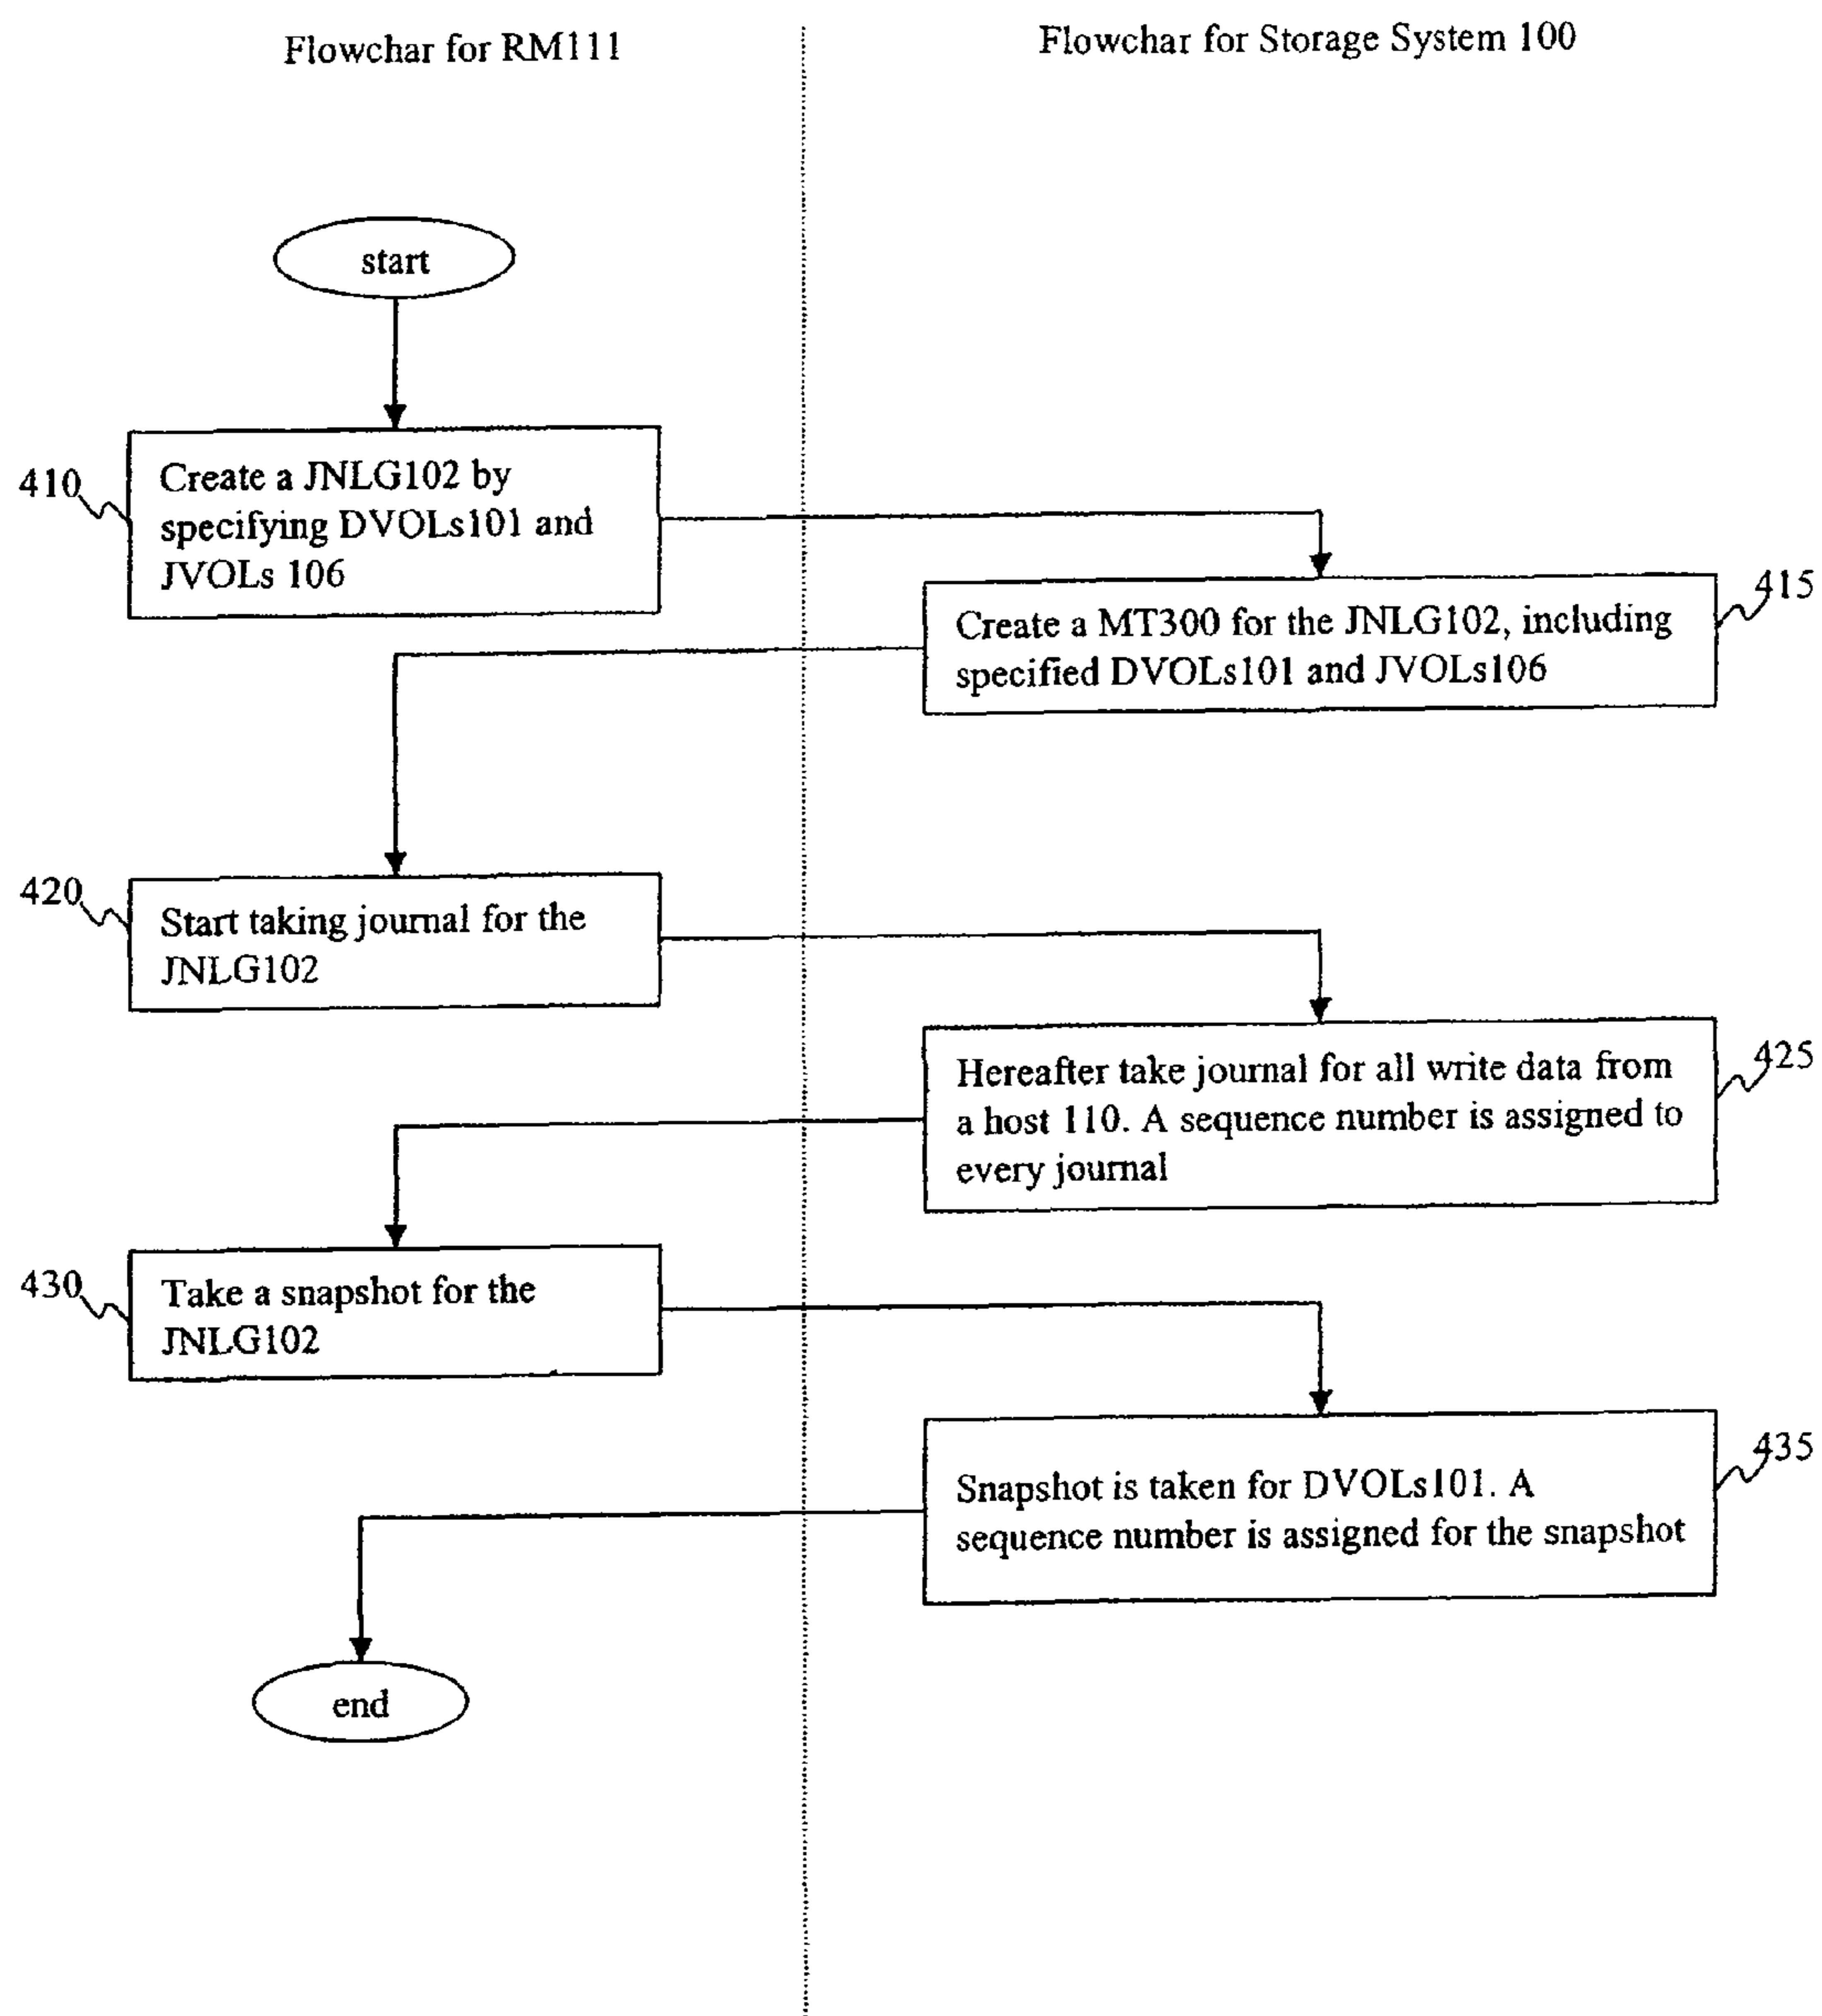 Flowchar for RM111
Flowchar for Storage System 100
start
410
Create a JNLG102 by
specifying DVOLs101 and
JVOLs 106
415
Create a MT300 for the JNLG102, including
specified DVOLs101 and JVOLs106
420
Start taking journal for the
JNLG102
425
Hereafter take journal for all write data from
a host 110. A sequence number is assigned to
every journal
430
Take a snapshot for the
JNLG102
435
Snapshot is taken for DVOLs101. A
sequence number is assigned for the snapshot
end